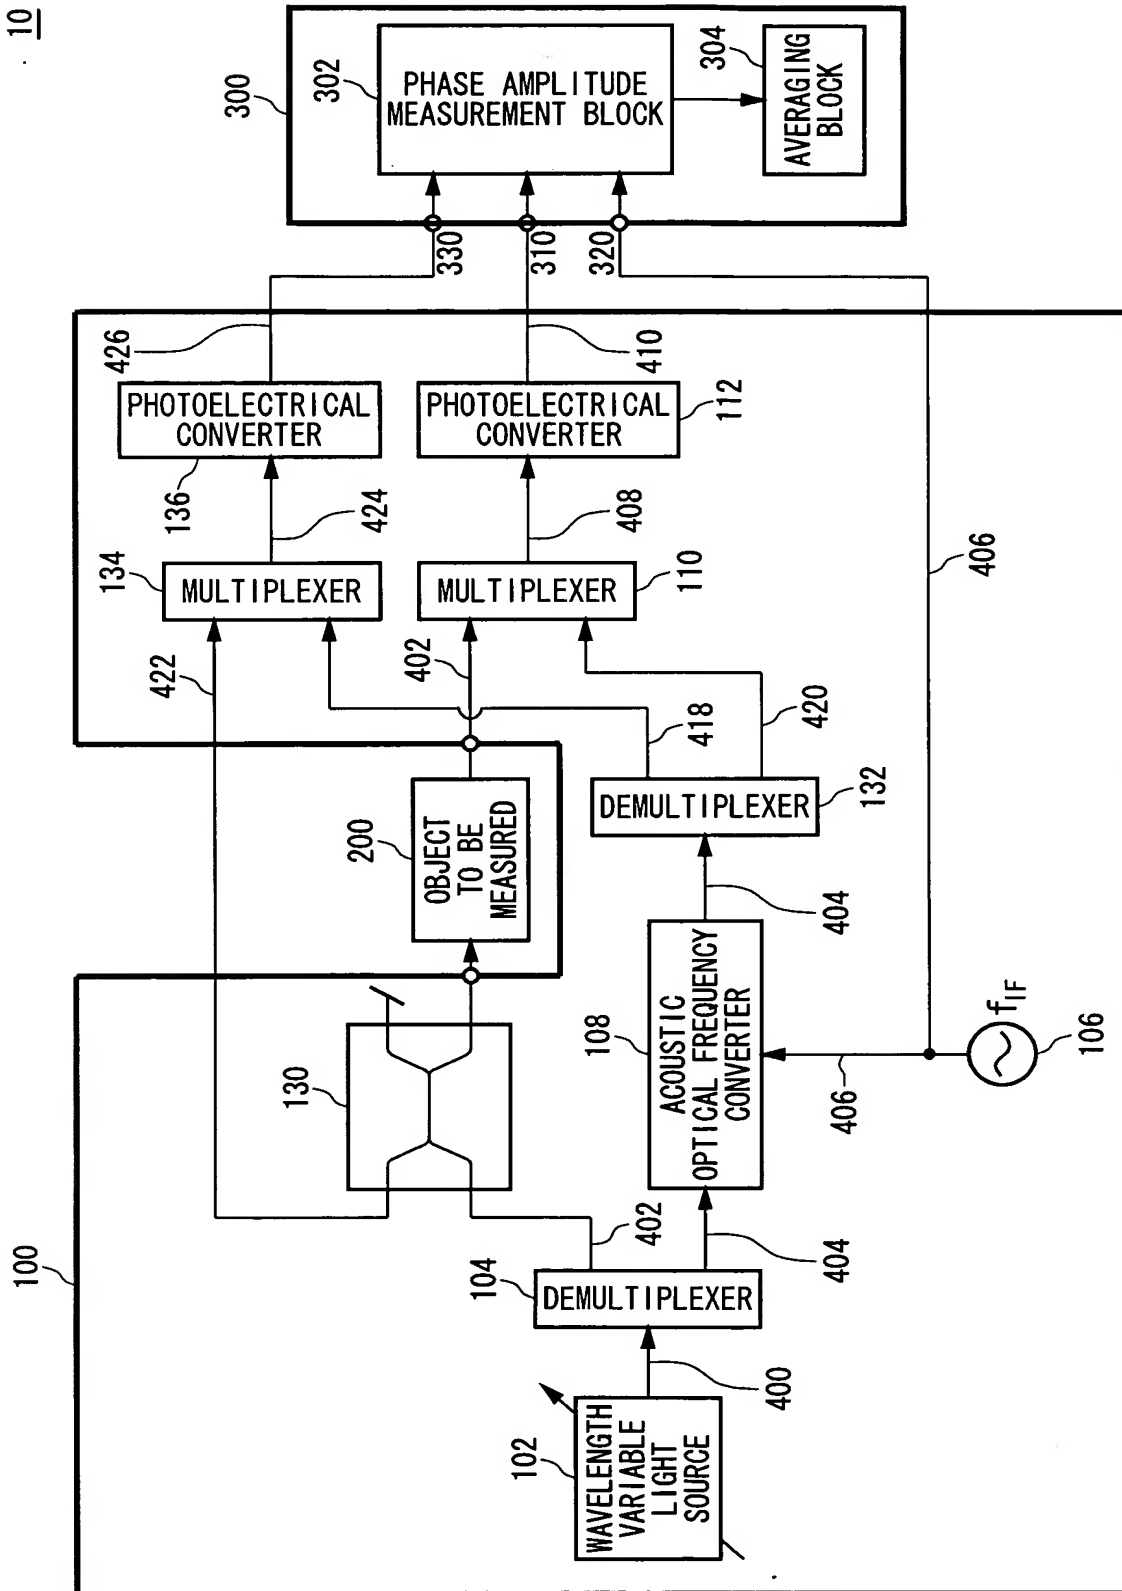 10
100
102
WAVELENGTH
VARIABLE
LIGHT
SOURCE
400
104
DEMULTIPLEXER
402
404
130
422
200
OBJECT
TO BE
MEASURED
402
108
ACOUSTIC
OPTICAL FREQUENCY
CONVERTER
404
406
fIF
106
132
DEMULTIPLEXER
418
420
134
MULTIPLEXER
424
110
MULTIPLEXER
408
406
136
PHOTOELECTRICAL
CONVERTER
426
112
PHOTOELECTRICAL
CONVERTER
410
330
310
320
300
302
PHASE AMPLITUDE
MEASUREMENT BLOCK
304
AVERAGING
BLOCK